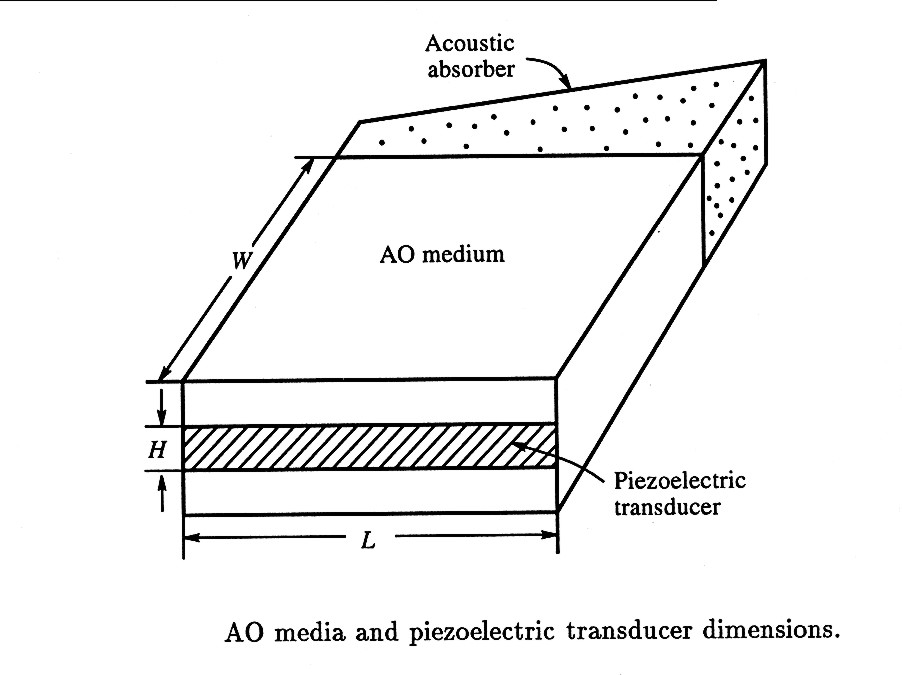 Acoustic
absorber
W
AO medium
H
Piezoelectric
transducer
L
AO media and piezoelectric transducer dimensions.